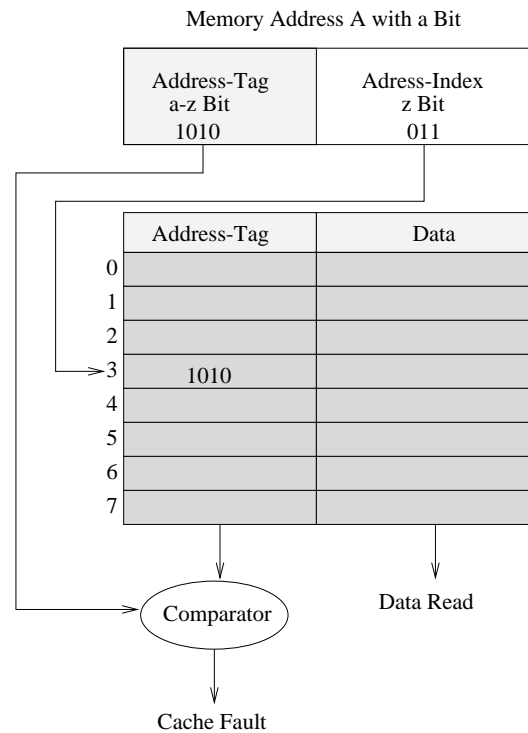 Memory Address A with a Bit
Address-Tag
a-z Bit
1010
Adress-Index
z Bit
011
Address-Tag
Data
0
1
2
3
1010
4
5
6
7
Comparator
Data Read
Cache Fault